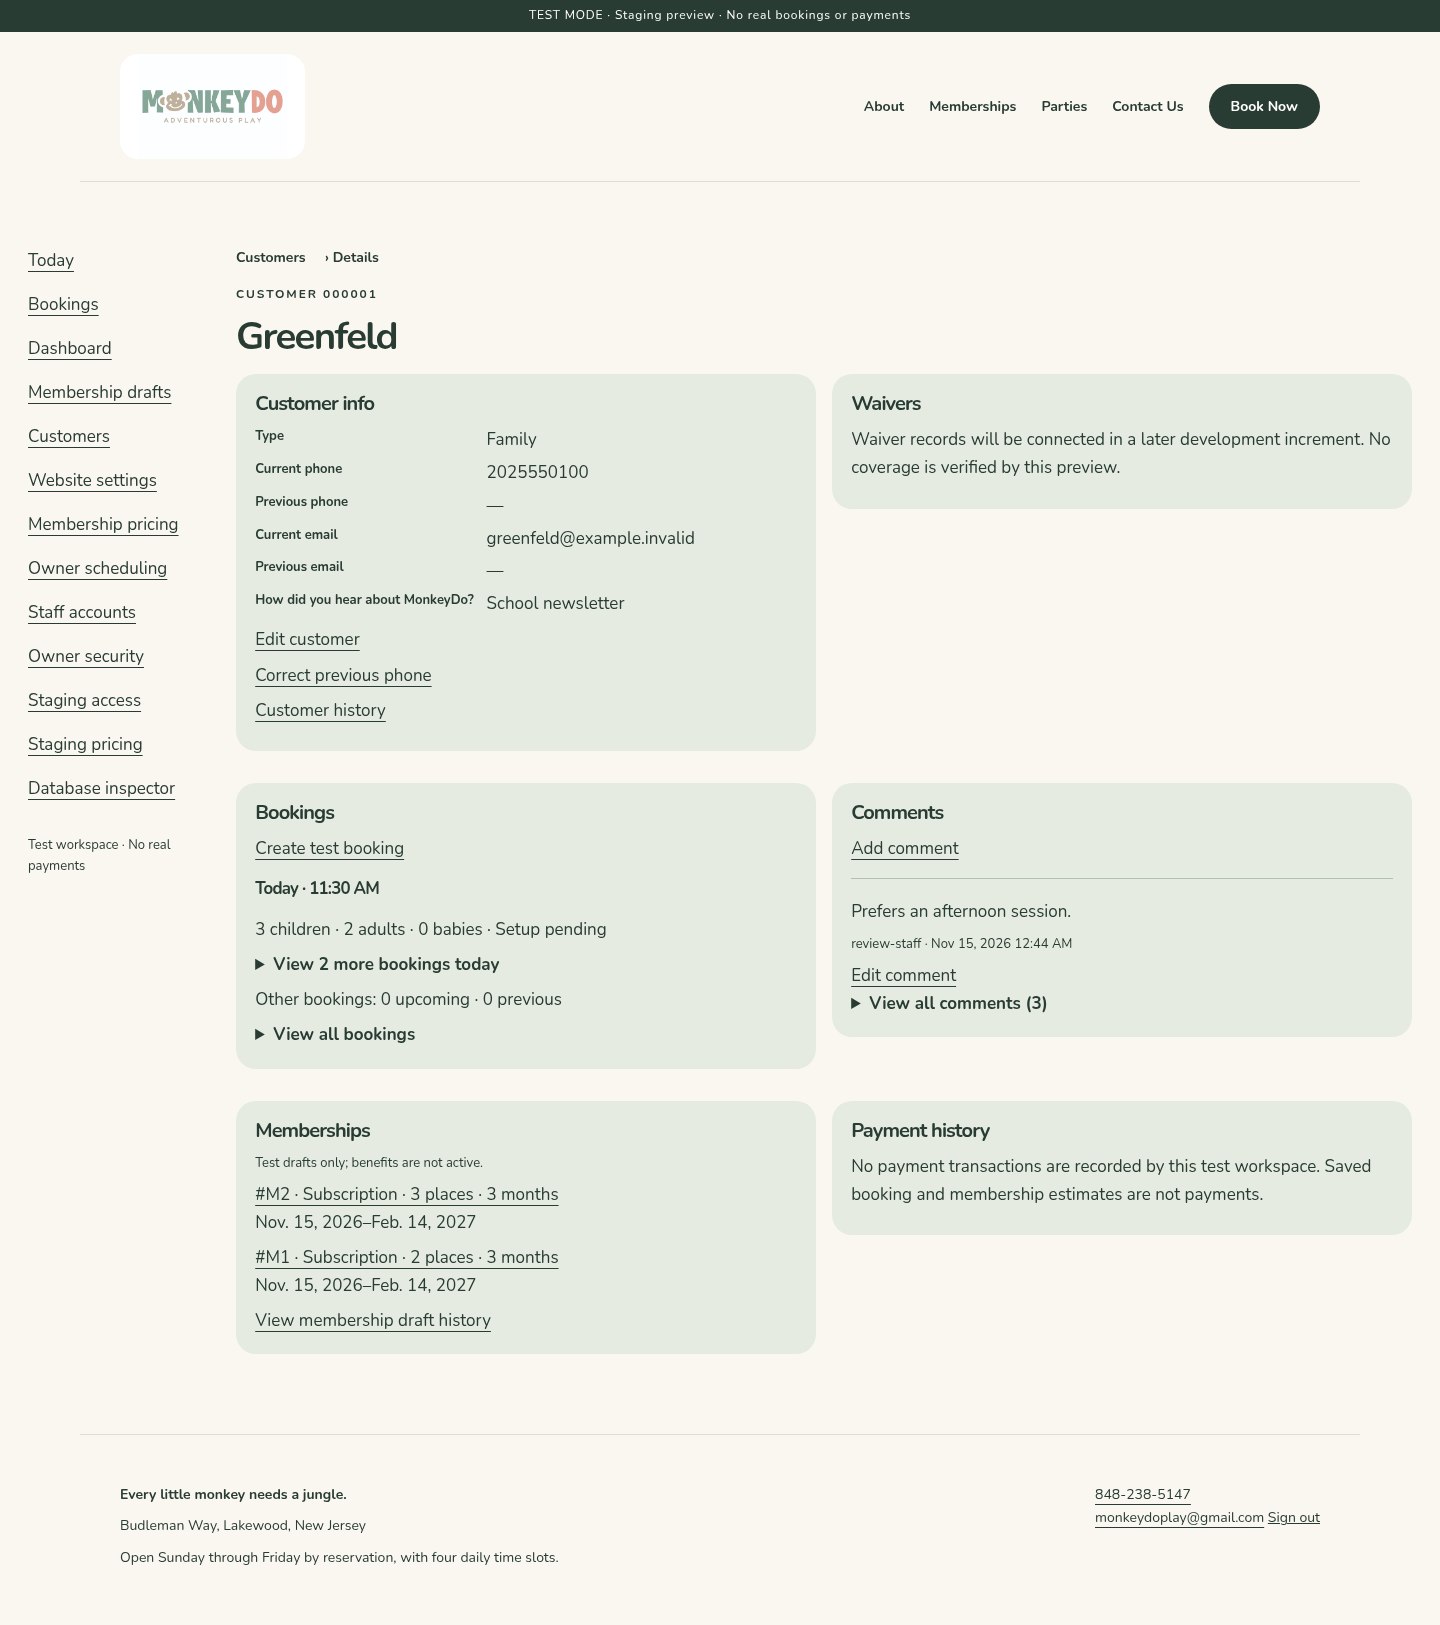 TEST MODE · Staging preview · No real bookings or payments
MONKEYDO
ADVENTUROUS PLAY
About Memberships Parties Contact Us Book Now
Today
Bookings
Dashboard
Membership drafts
Customers
Website settings
Membership pricing
Owner scheduling
Staff accounts
Owner security
Staging access
Staging pricing
Database inspector
Test workspace · No real
payments
Customers › Details
CUSTOMER 000001
Greenfeld
Customer info
Type Family
Current phone 2025550100
Previous phone —
Current email greenfeld@example.invalid
Previous email —
How did you hear about MonkeyDo? School newsletter
Edit customer
Correct previous phone
Customer history
Waivers
Waiver records will be connected in a later development increment. No
coverage is verified by this preview.
Bookings
Create test booking
Today · 11:30 AM
3 children · 2 adults · 0 babies · Setup pending
▶ View 2 more bookings today
Other bookings: 0 upcoming · 0 previous
▶ View all bookings
Comments
Add comment
Prefers an afternoon session.
review-staff · Nov 15, 2026 12:44 AM
Edit comment
▶ View all comments (3)
Memberships
Test drafts only; benefits are not active.
#M2 · Subscription · 3 places · 3 months
Nov. 15, 2026–Feb. 14, 2027
#M1 · Subscription · 2 places · 3 months
Nov. 15, 2026–Feb. 14, 2027
View membership draft history
Payment history
No payment transactions are recorded by this test workspace. Saved
booking and membership estimates are not payments.
Every little monkey needs a jungle.
Budleman Way, Lakewood, New Jersey
Open Sunday through Friday by reservation, with four daily time slots.
848-238-5147
monkeydoplay@gmail.com Sign out